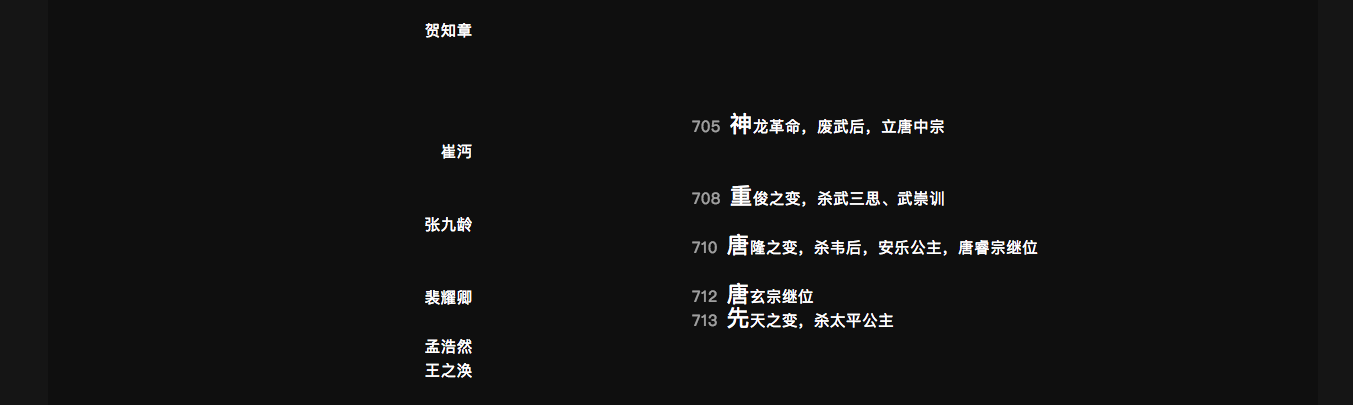 贺知章
705 神龙革命，废武后，立唐中宗
崔沔
708 重俊之变，杀武三思、武崇训
张九龄
710 唐隆之变，杀韦后，安乐公主，唐睿宗继位
裴耀卿
712 唐玄宗继位
713 先天之变，杀太平公主
孟浩然
王之涣